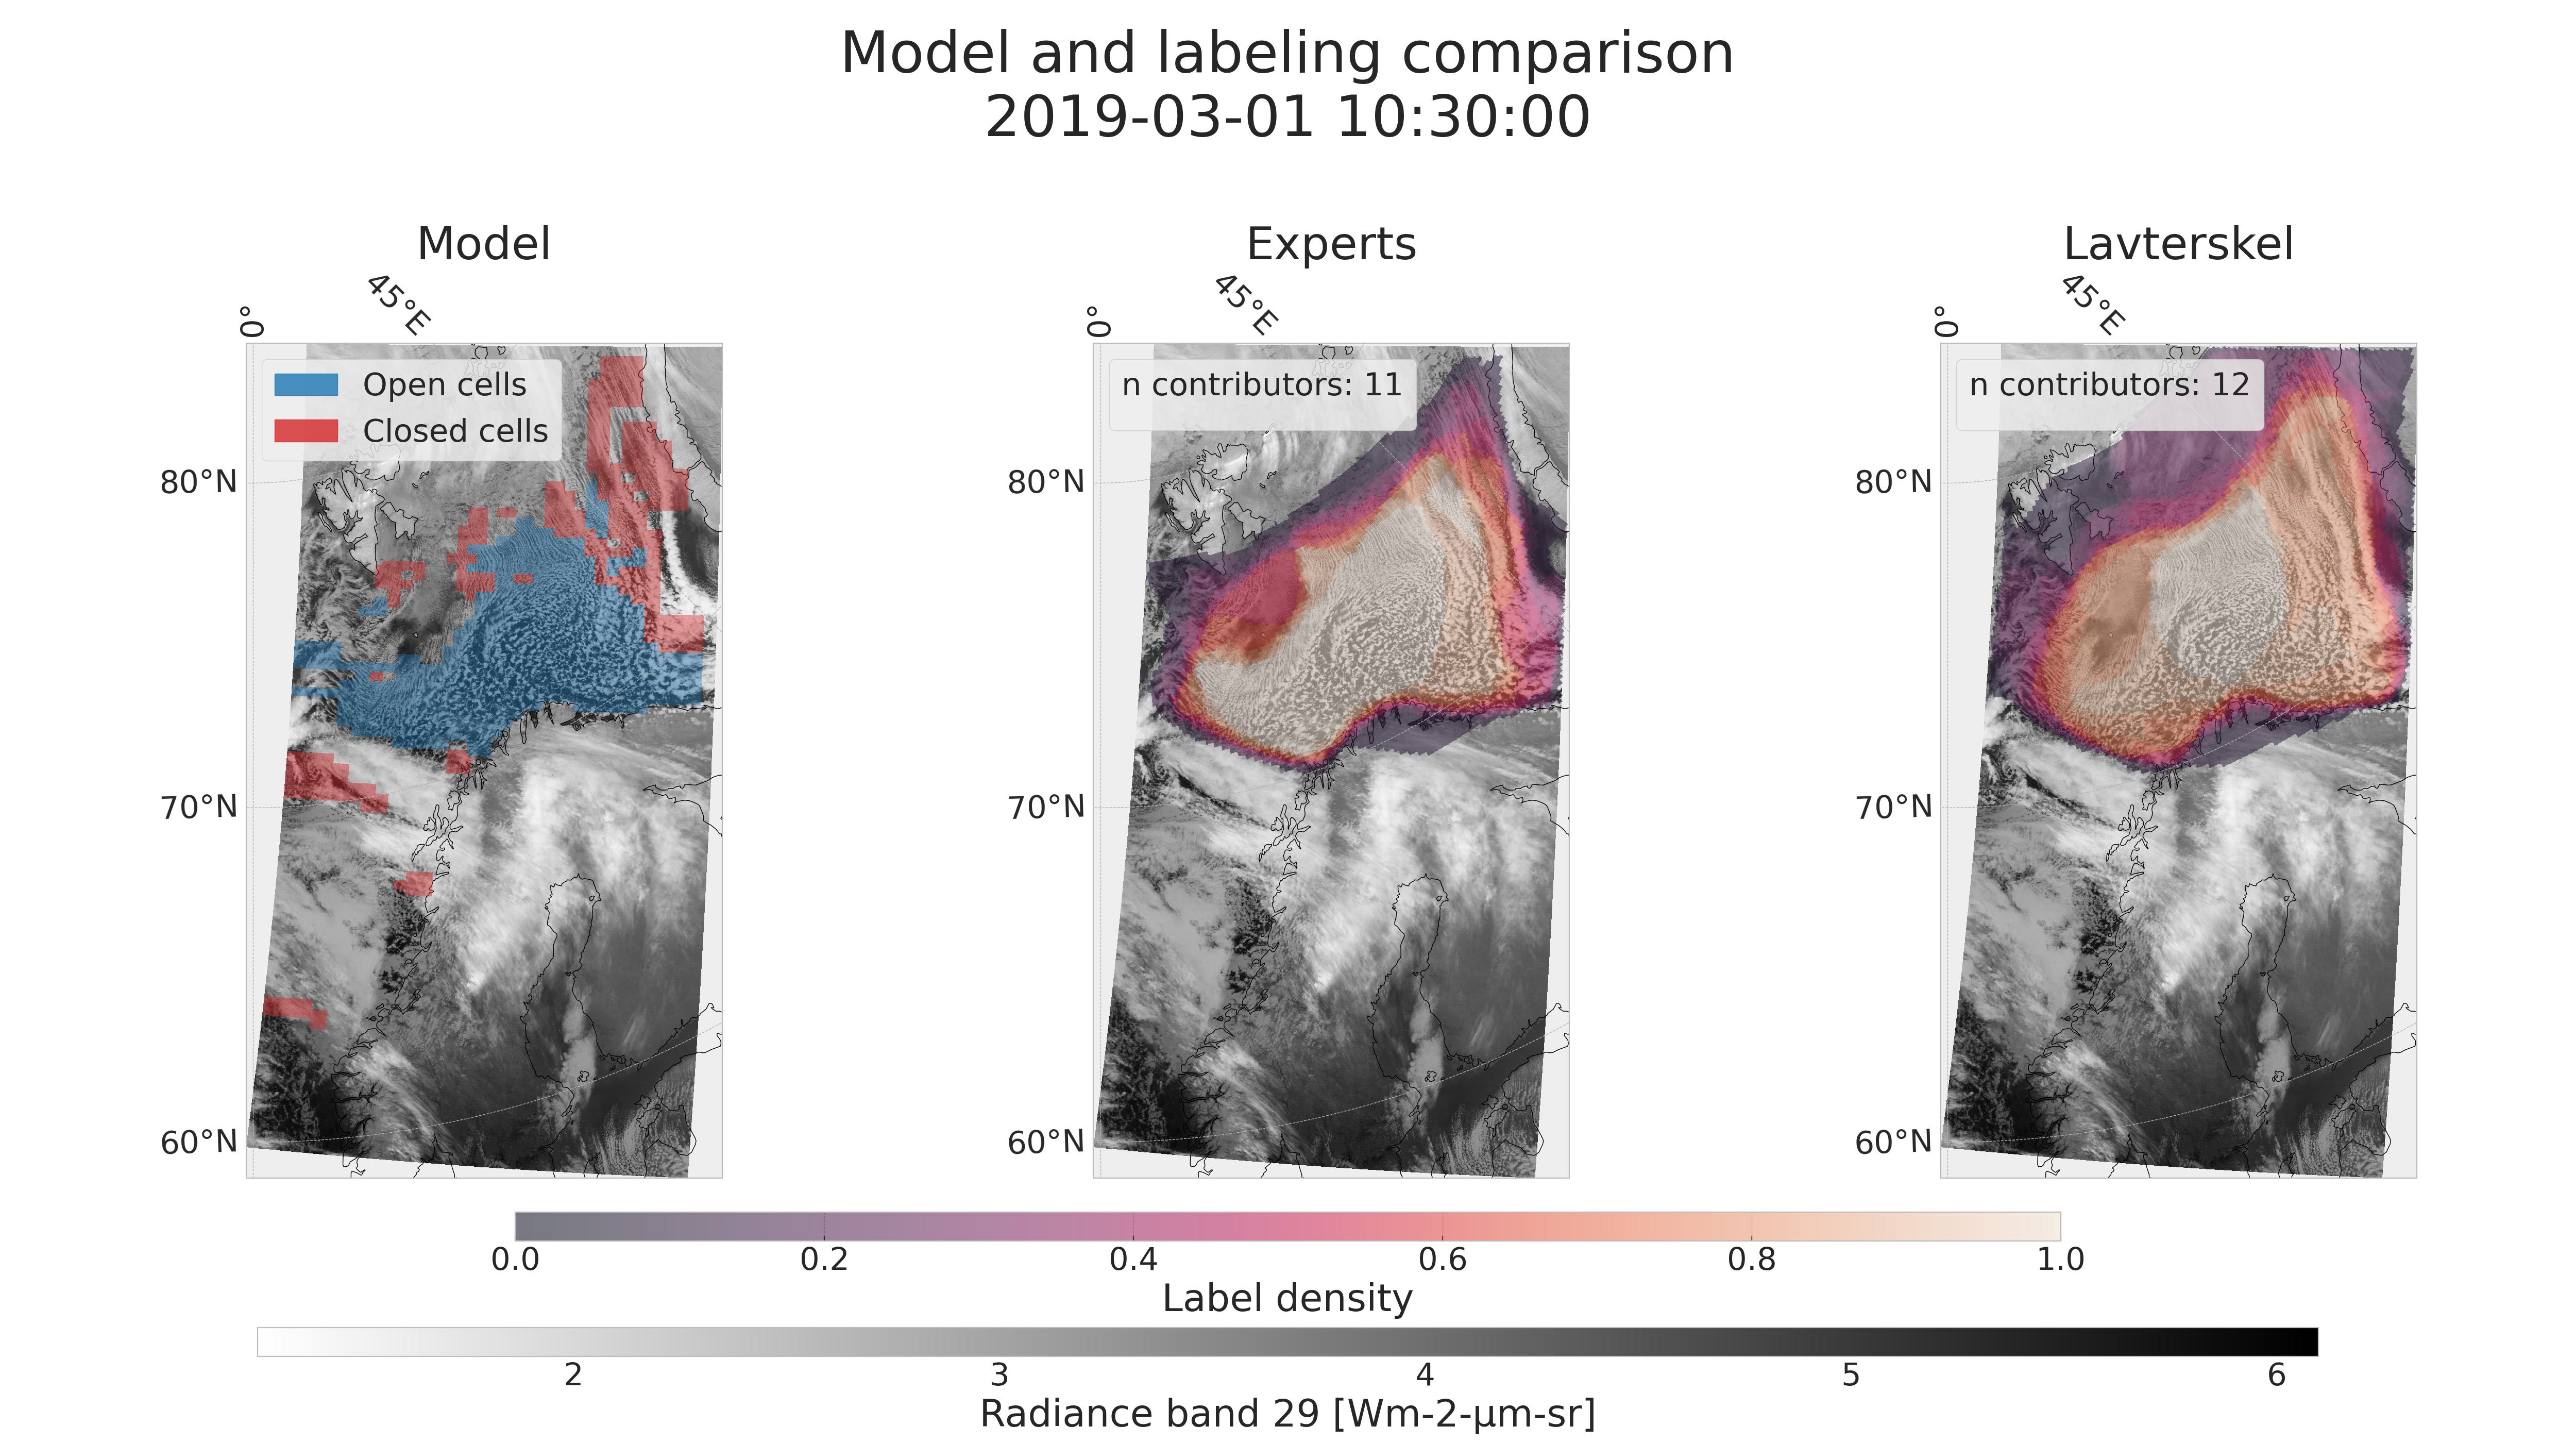 Model and labeling comparison
2019-03-01 10:30:00
Model
Experts
Lavterskel
0°
45°E
0°
45°E
0°
45°E
Open cells
Closed cells
n contributors: 11
n contributors: 12
80°N
70°N
60°N
80°N
70°N
60°N
80°N
70°N
60°N
0.0 0.2 0.4 0.6 0.8 1.0
Label density
2 3 4 5 6
Radiance band 29 [Wm-2-μm-sr]